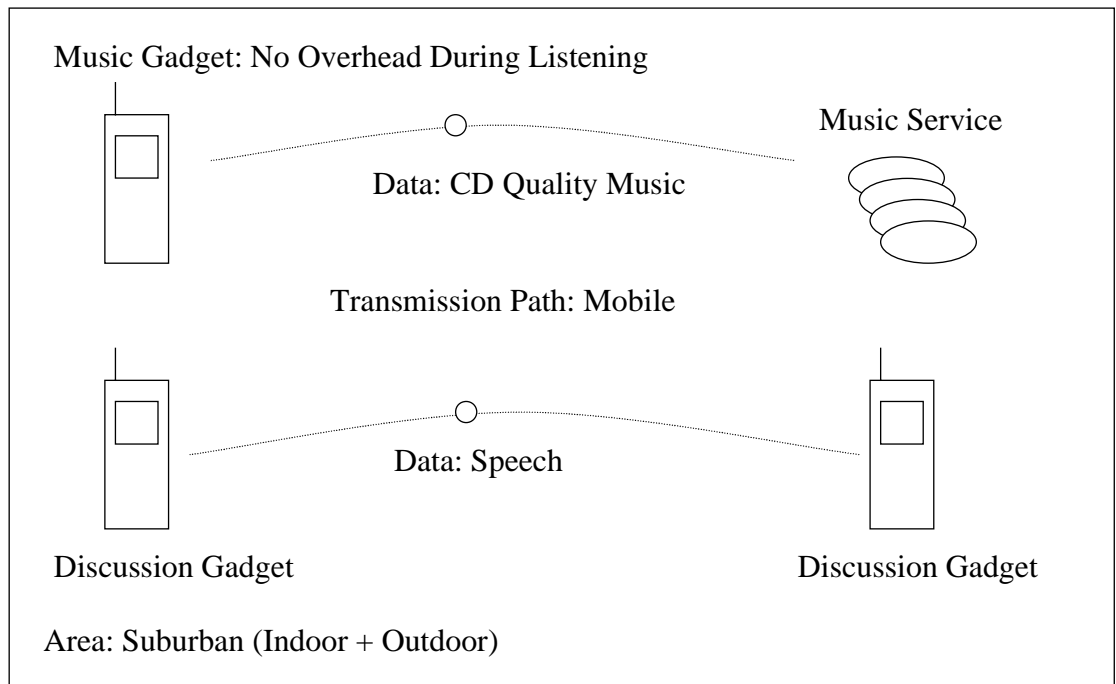 Music Gadget: No Overhead During Listening
Music Service
Data: CD Quality Music
Transmission Path: Mobile
Data: Speech
Discussion Gadget
Discussion Gadget
Area: Suburban (Indoor + Outdoor)